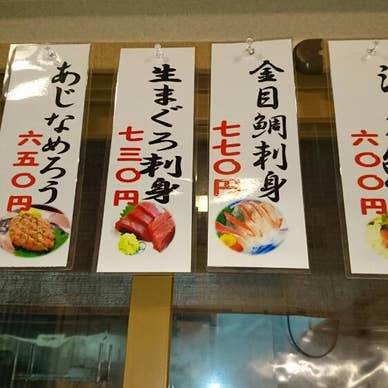 金目鯛刺身
七七〇円
生まぐろ刺身
七三〇円
あじなめろう
六五〇円
六〇〇円